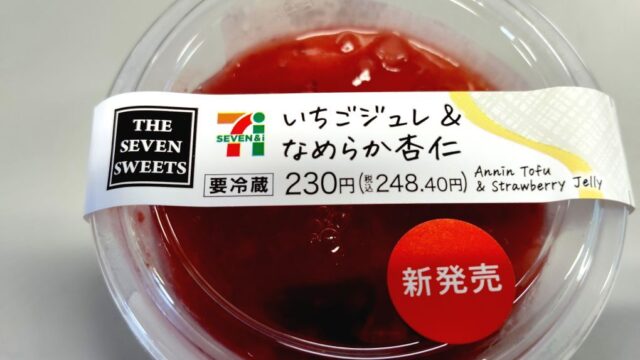 THE
SEVEN
SWEETS
SEVEN&i
いちごジュレ&
なめらか杏仁
要冷蔵 230円(税込248.40円)
Annin Tofu
& Strawberry Jelly
新発売